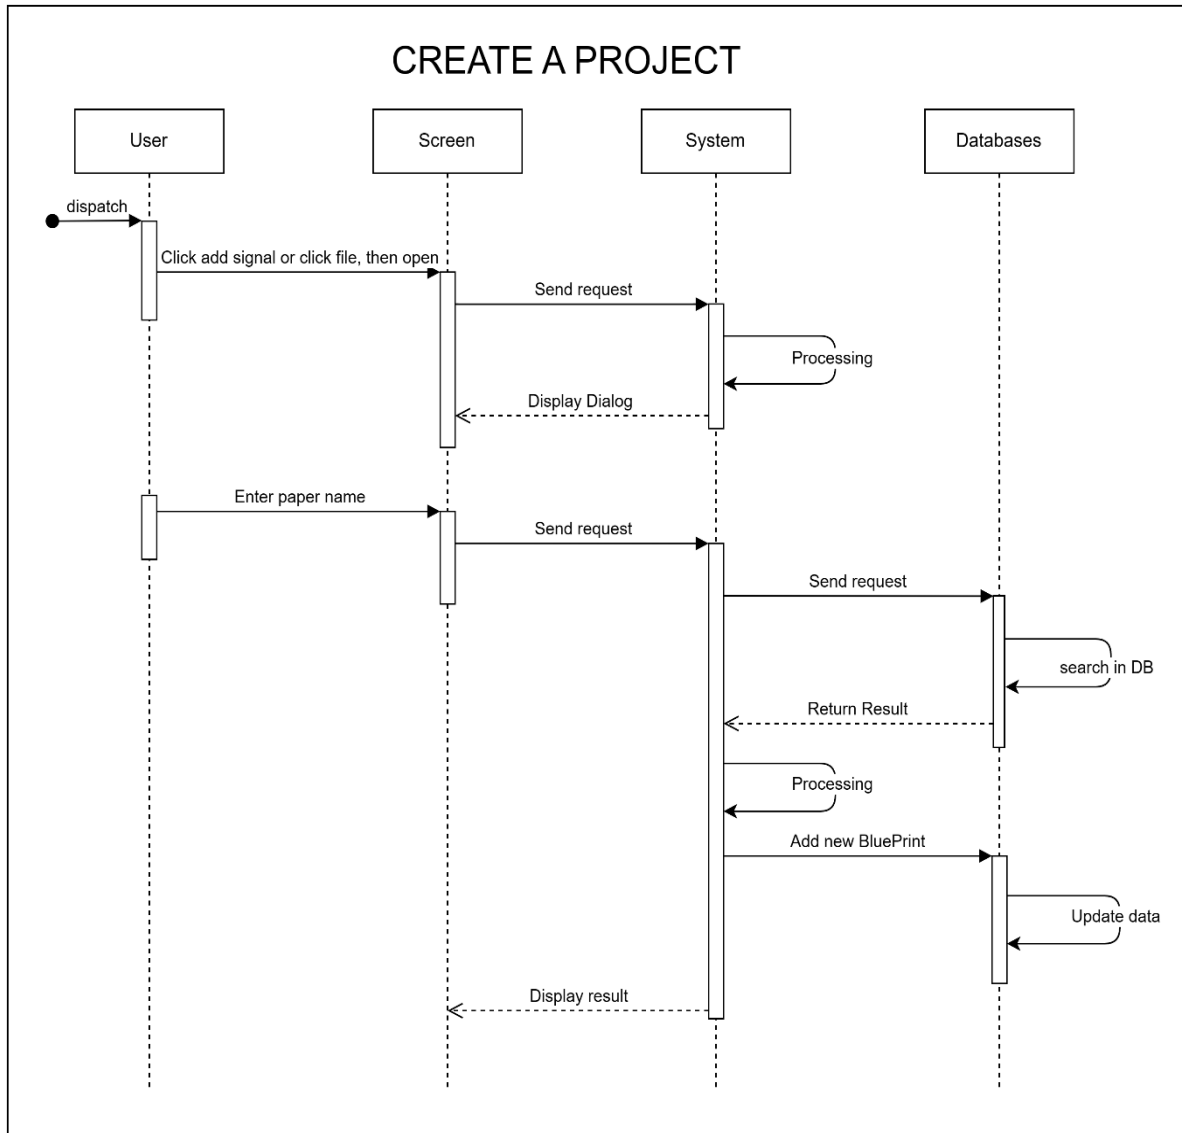 CREATE A PROJECT
User
Screen
System
Databases
dispatch
Click add signal or click file, then open
Send request
Processing
Display Dialog
Enter paper name
Send request
Send request
search in DB
Return Result
Processing
Add new BluePrint
Update data
Display result